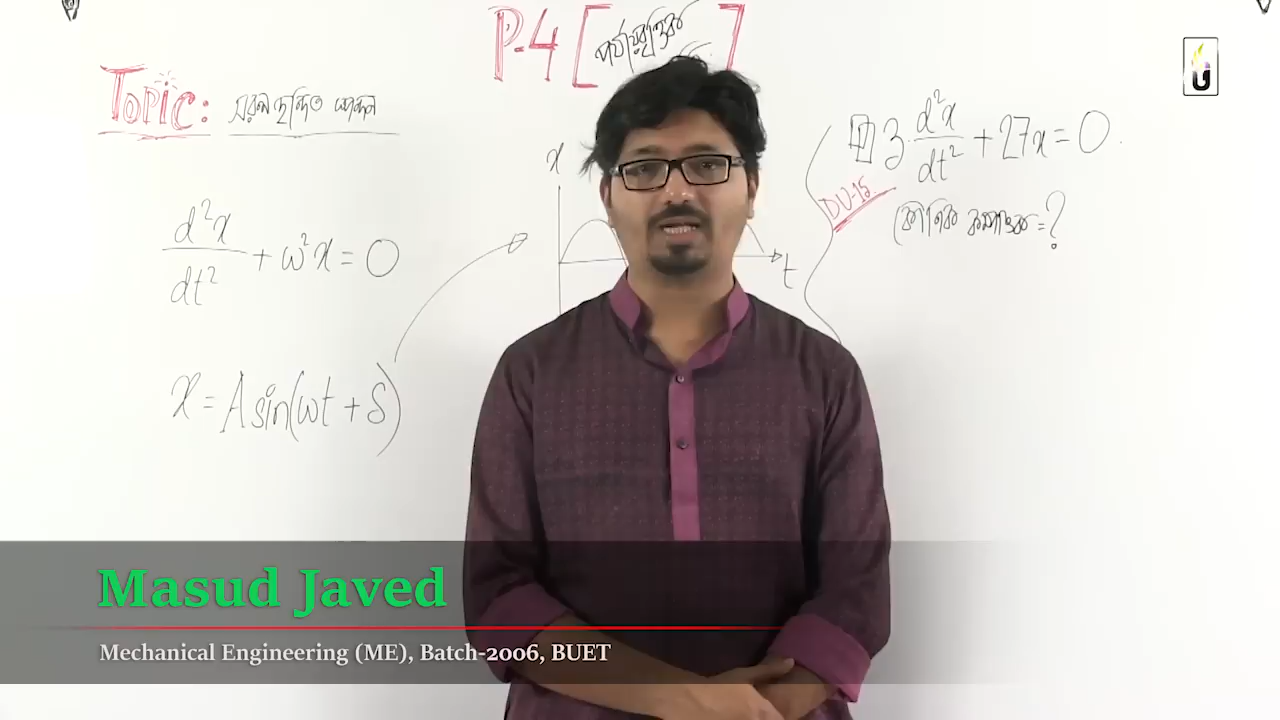 P-4 [পর্যাবৃত্তিক
Topic: সরল ছন্দিত স্পন্দন
d²x/dt² + ω²x = 0
x = A sin(ωt + δ)
x
t
1 3. d²x/dt² + 27x = 0.
DU-15
কৌণিক কম্পাঙ্ক = ?
U
Masud Javed
Mechanical Engineering (ME), Batch-2006, BUET